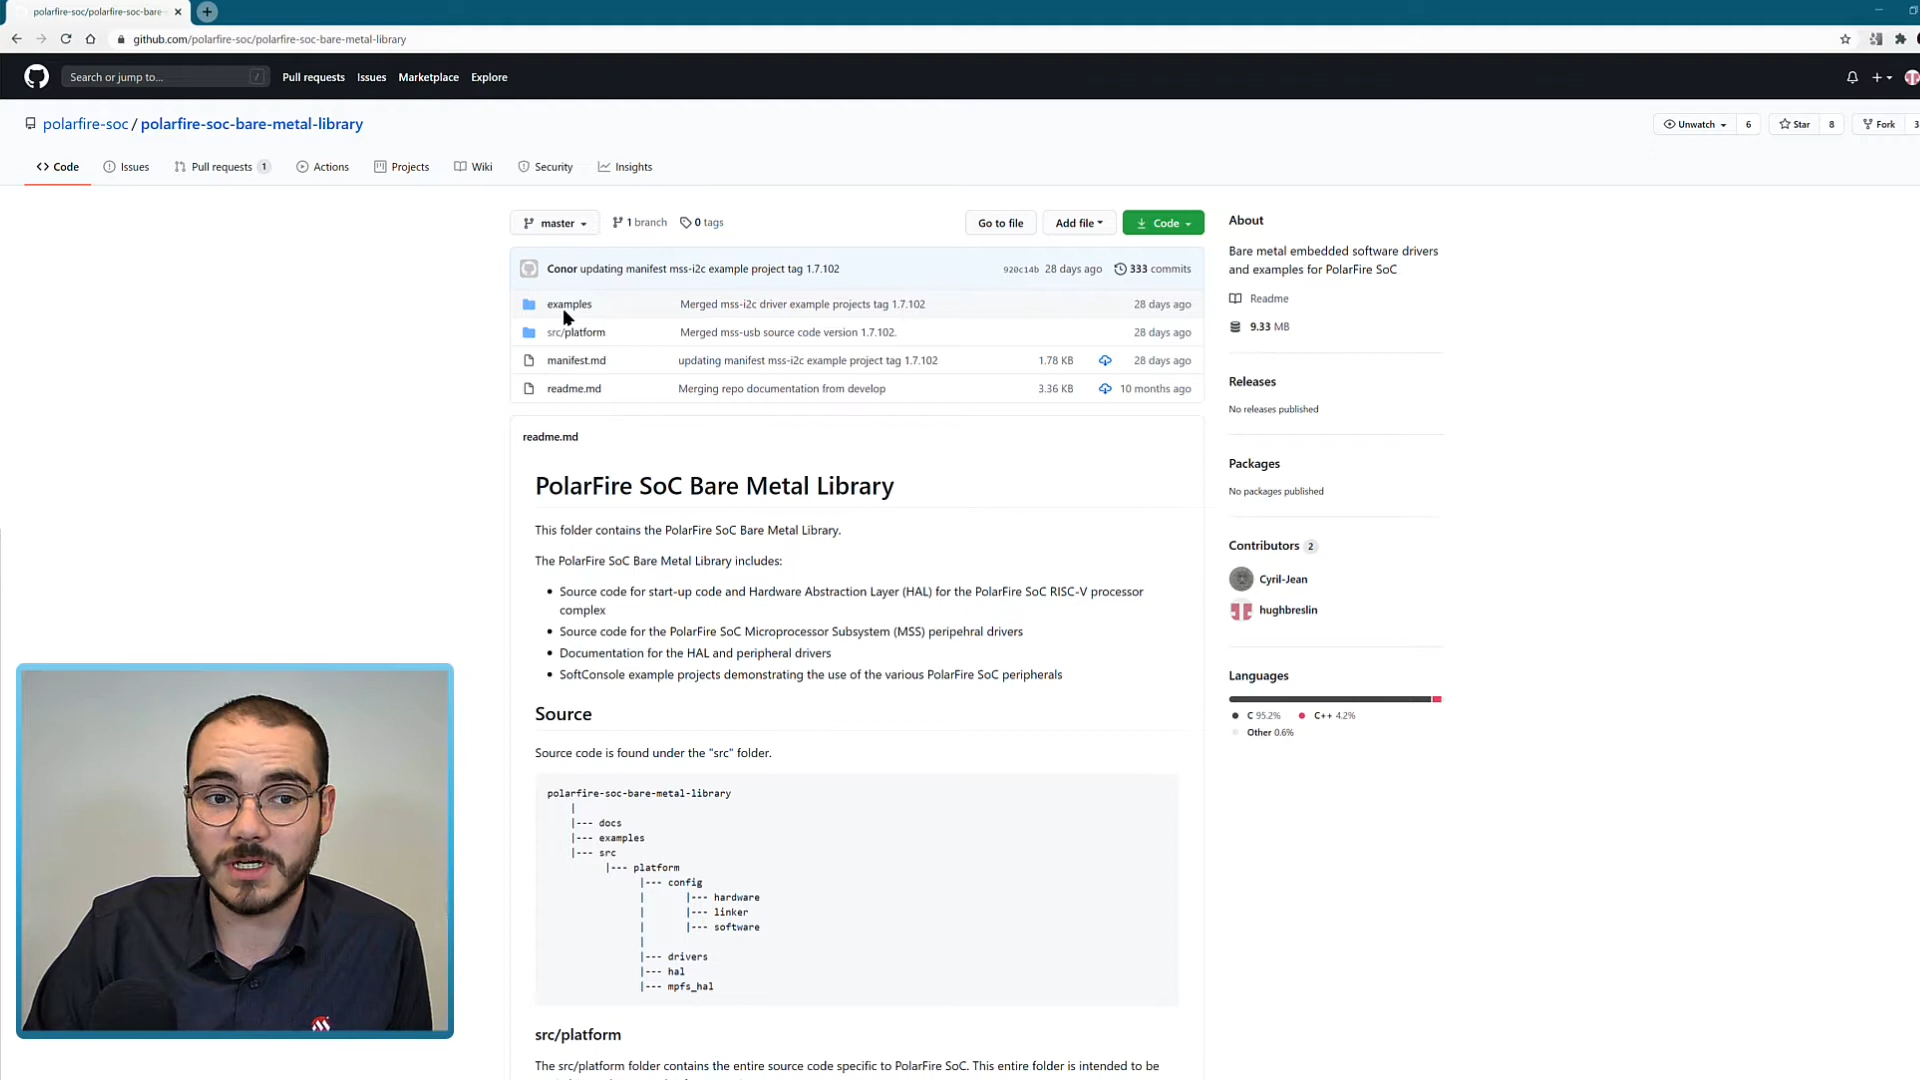 polarfire-soc/polarfire-soc-bare-
github.com/polarfire-soc/polarfire-soc-bare-metal-library
Search or jump to... / Pull requests Issues Marketplace Explore
polarfire-soc / polarfire-soc-bare-metal-library Unwatch 6 Star 8 Fork 3
Code Issues Pull requests 1 Actions Projects Wiki Security Insights
master 1 branch 0 tags Go to file Add file Code
Conor updating manifest mss-i2c example project tag 1.7.102 920c14b 28 days ago 333 commits
examples Merged mss-i2c driver example projects tag 1.7.102 28 days ago
src/platform Merged mss-usb source code version 1.7.102. 28 days ago
manifest.md updating manifest mss-i2c example project tag 1.7.102 1.78 KB 28 days ago
readme.md Merging repo documentation from develop 3.36 KB 10 months ago
readme.md
PolarFire SoC Bare Metal Library
This folder contains the PolarFire SoC Bare Metal Library.
The PolarFire SoC Bare Metal Library includes:
• Source code for start-up code and Hardware Abstraction Layer (HAL) for the PolarFire SoC RISC-V processor
complex
• Source code for the PolarFire SoC Microprocessor Subsystem (MSS) peripehral drivers
• Documentation for the HAL and peripheral drivers
• SoftConsole example projects demonstrating the use of the various PolarFire SoC peripherals
Source
Source code is found under the "src" folder.
polarfire-soc-bare-metal-library
|
|--- docs
|--- examples
|--- src
|--- platform
|--- config
| |--- hardware
| |--- linker
| |--- software
|
|--- drivers
|--- hal
|--- mpfs_hal
src/platform
The src/platform folder contains the entire source code specific to PolarFire SoC. This entire folder is intended to be
About
Bare metal embedded software drivers
and examples for PolarFire SoC
Readme
9.33 MB
Releases
No releases published
Packages
No packages published
Contributors 2
Cyril-Jean
hughbreslin
Languages
C 95.2% C++ 4.2%
Other 0.6%